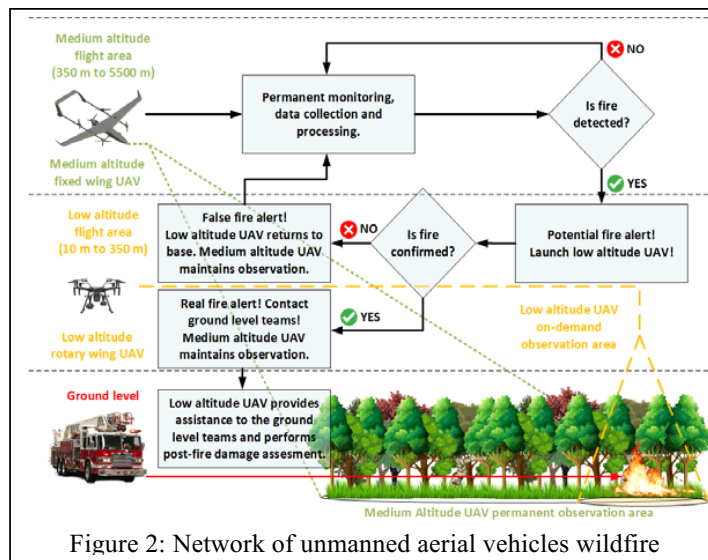 Medium altitude
flight area
(350 m to 5500 m)
Medium altitude
fixed wing UAV
Permanent monitoring,
data collection and
processing.
NO
Is fire
detected?
YES
Low altitude
flight area
(10 m to 350 m)
Low altitude
rotary wing UAV
False fire alert!
Low altitude UAV returns to
base. Medium altitude UAV
maintains observation.
NO
Is fire
confirmed?
Potential fire alert!
Launch low altitude UAV!
Real fire alert! Contact
ground level teams!
Medium altitude UAV
maintains observation.
YES
Low altitude UAV
on-demand
observation area
Ground level
Low altitude UAV provides
assistance to the ground
level teams and performs
post-fire damage assesment.
Medium Altitude UAV permanent observation area
Figure 2: Network of unmanned aerial vehicles wildfire